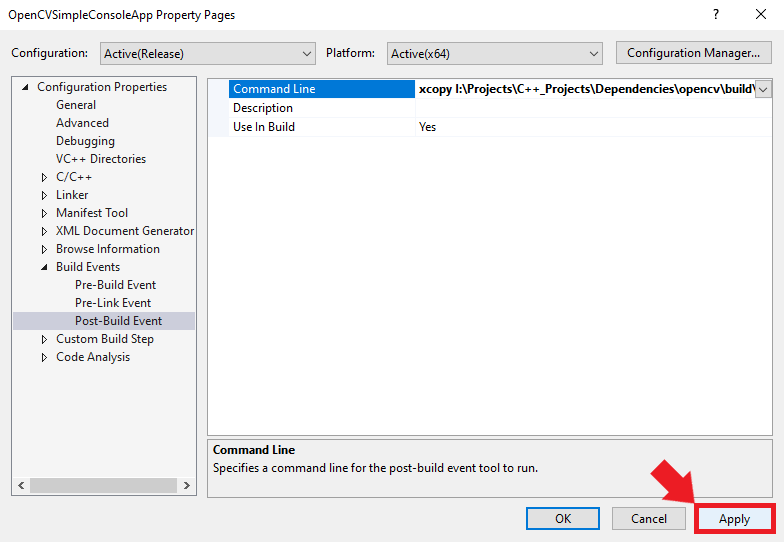 OpenCVSimpleConsoleApp Property Pages
Configuration: Active(Release) Platform: Active(x64) Configuration Manager...
Configuration Properties
General
Advanced
Debugging
VC++ Directories
C/C++
Linker
Manifest Tool
XML Document Generator
Browse Information
Build Events
Pre-Build Event
Pre-Link Event
Post-Build Event
Custom Build Step
Code Analysis
Command Line xcopy I:\Projects\C++_Projects\Dependencies\opencv\build\
Description
Use In Build Yes
Command Line
Specifies a command line for the post-build event tool to run.
OK Cancel Apply